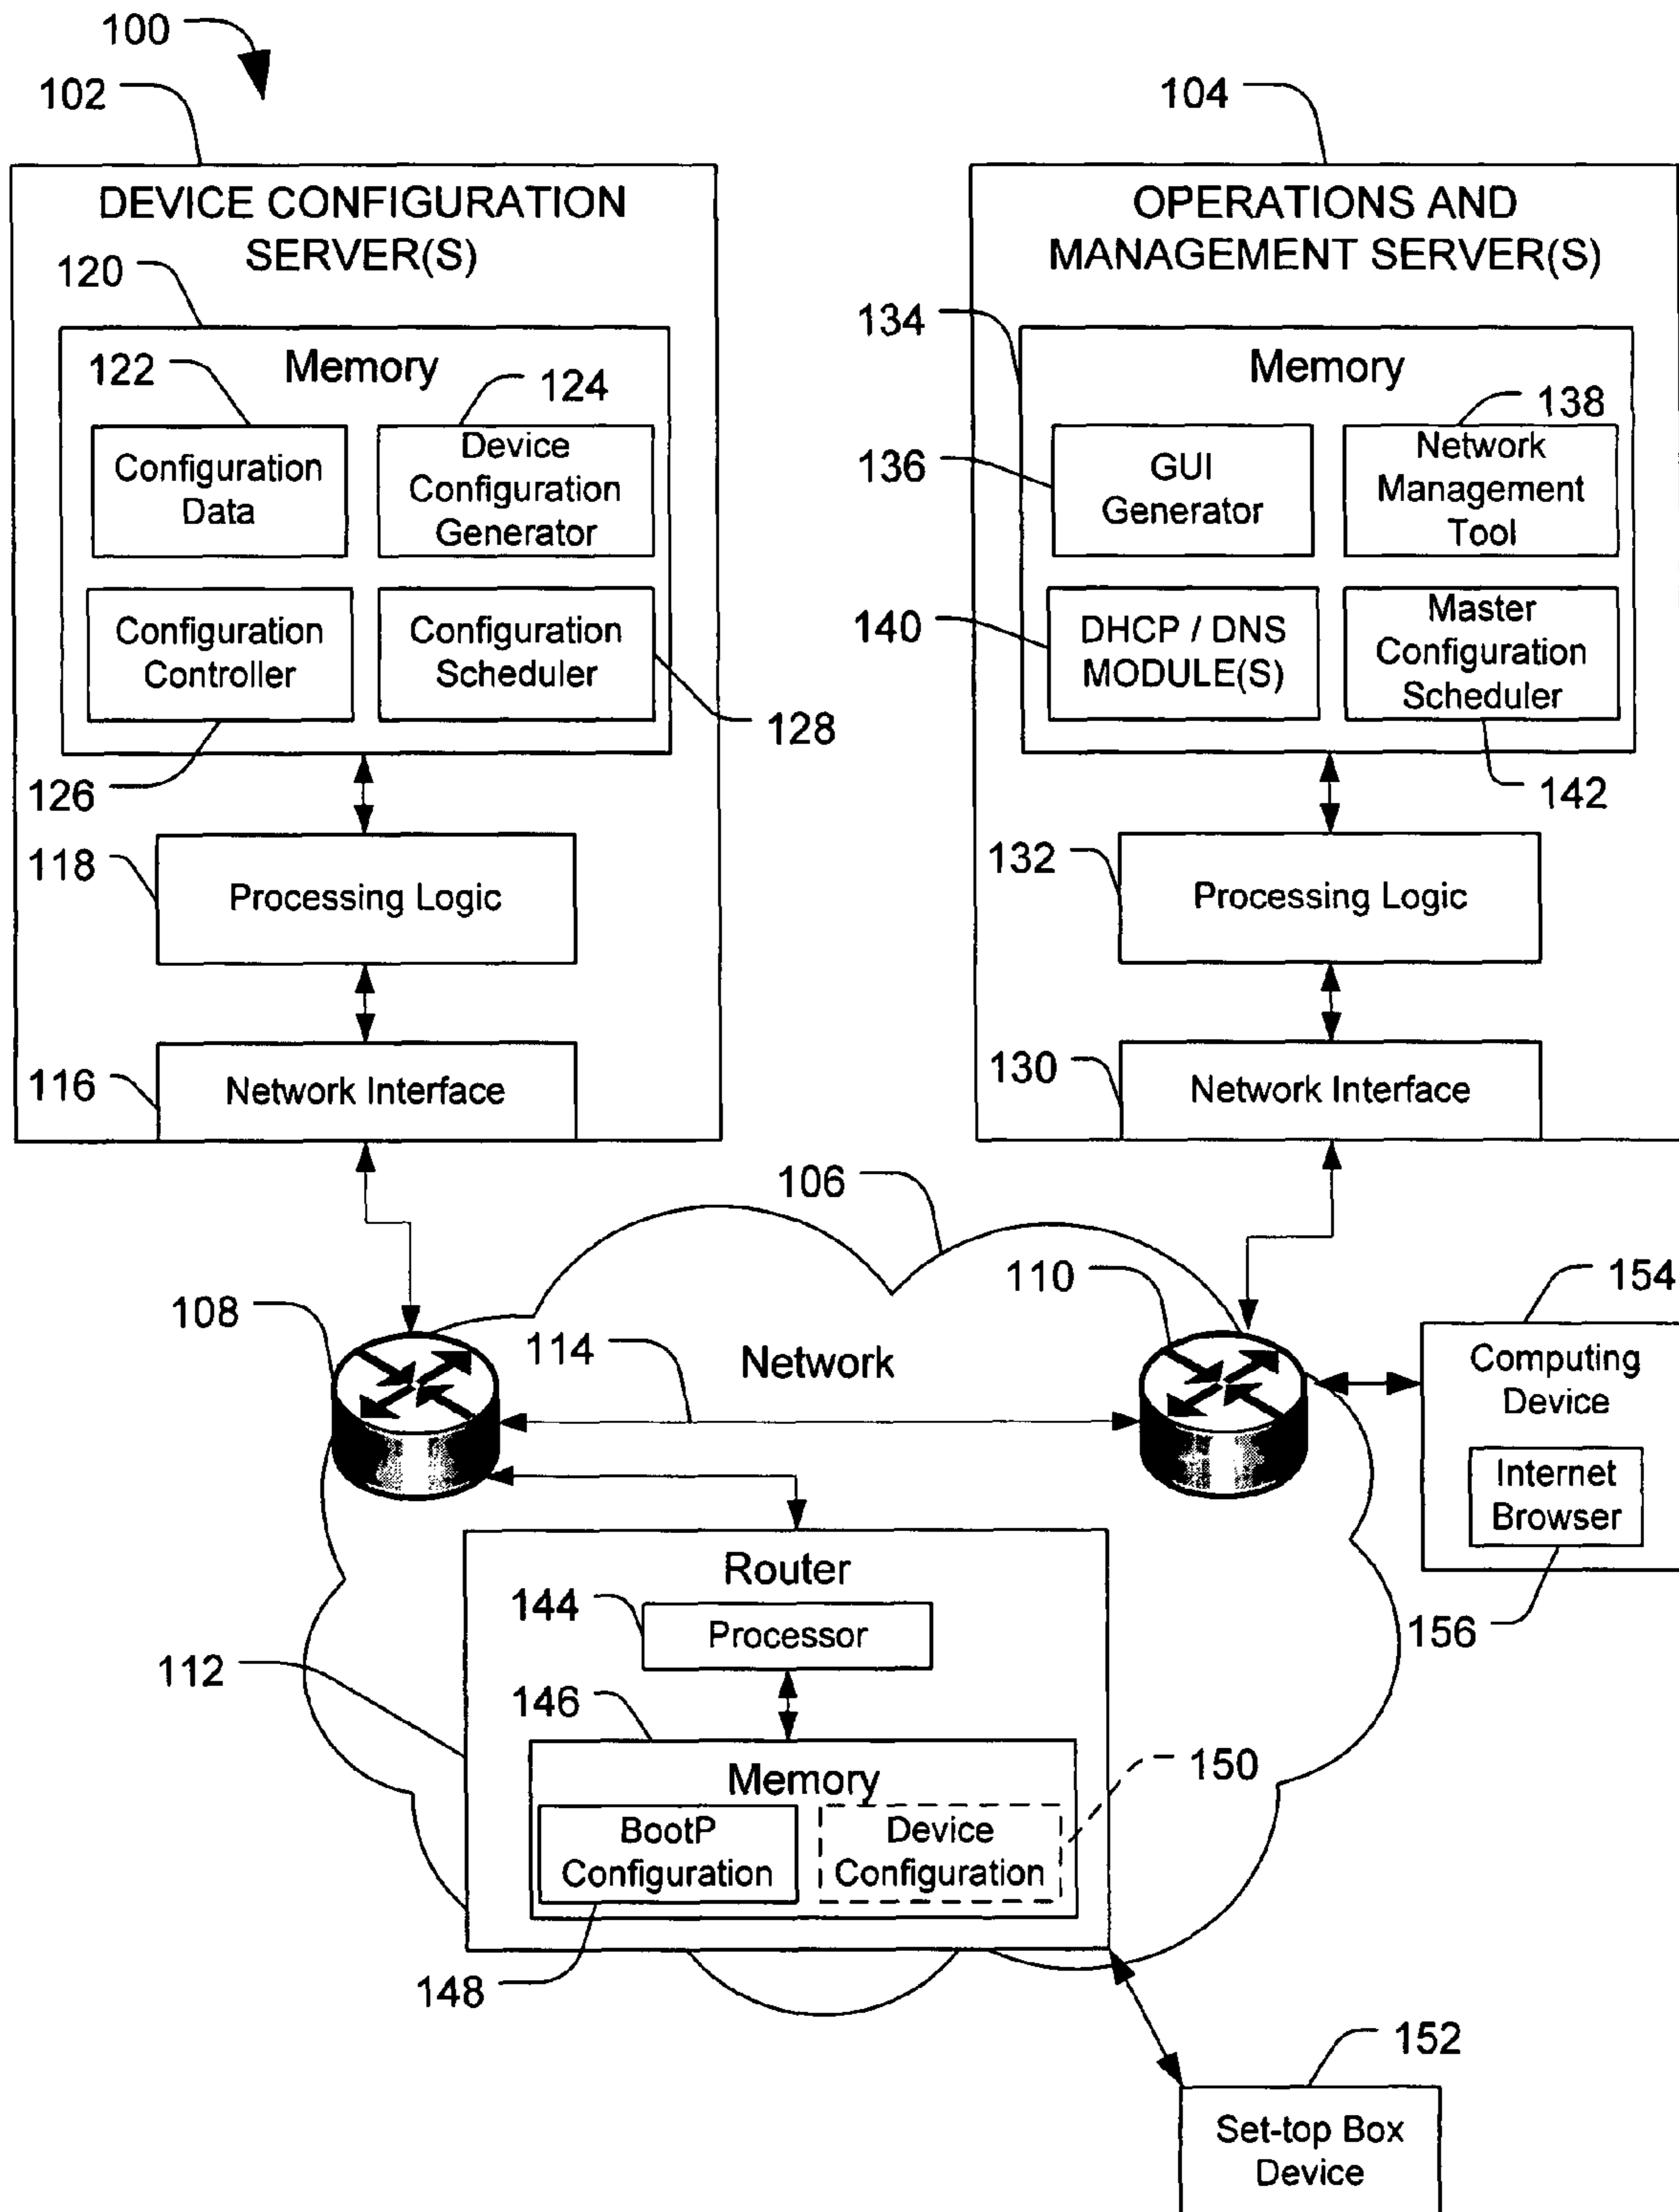 100
102
104
DEVICE CONFIGURATION
SERVER(S)
OPERATIONS AND
MANAGEMENT SERVER(S)
120
134
Memory
Memory
122
124
138
136
Configuration
Data
Device
Configuration
Generator
GUI
Generator
Network
Management
Tool
140
Configuration
Controller
Configuration
Scheduler
DHCP / DNS
MODULE(S)
Master
Configuration
Scheduler
128
126
142
118
Processing Logic
132
Processing Logic
116
Network Interface
130
Network Interface
106
110
154
108
114
Network
Computing
Device
Internet
Browser
156
Router
144
Processor
112
146
150
Memory
BootP
Configuration
Device
Configuration
148
152
Set-top Box
Device